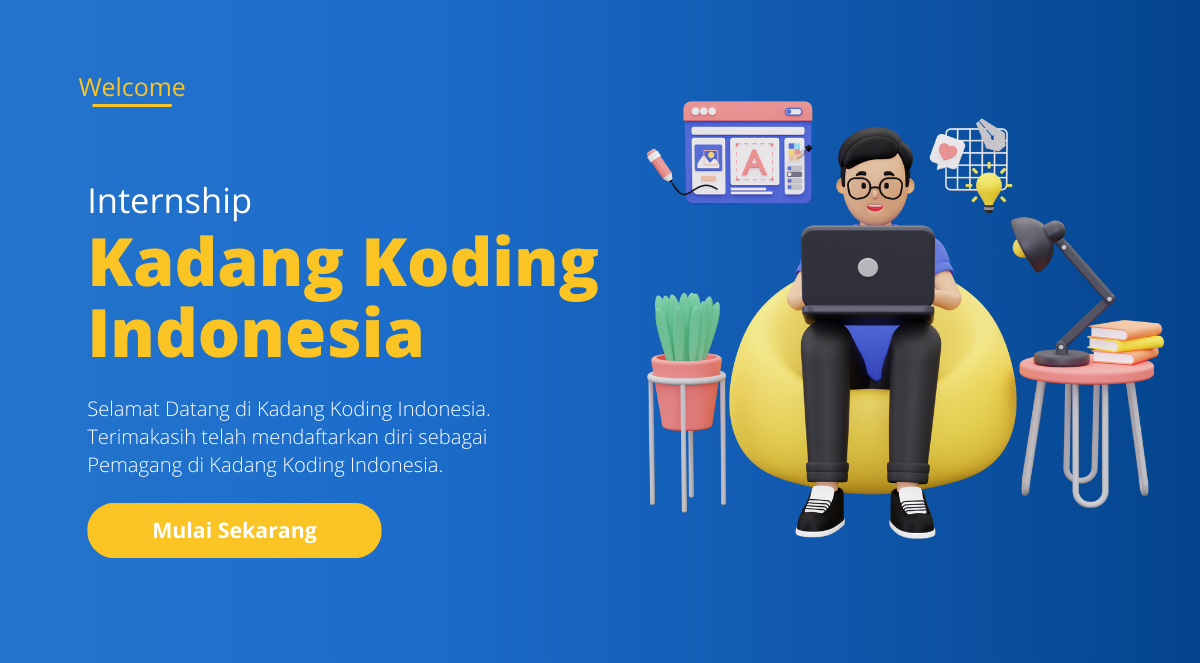 Welcome
Internship
Kadang Koding
Indonesia
Selamat Datang di Kadang Koding Indonesia.
Terimakasih telah mendaftarkan diri sebagai
Pemagang di Kadang Koding Indonesia.
Mulai Sekarang
A